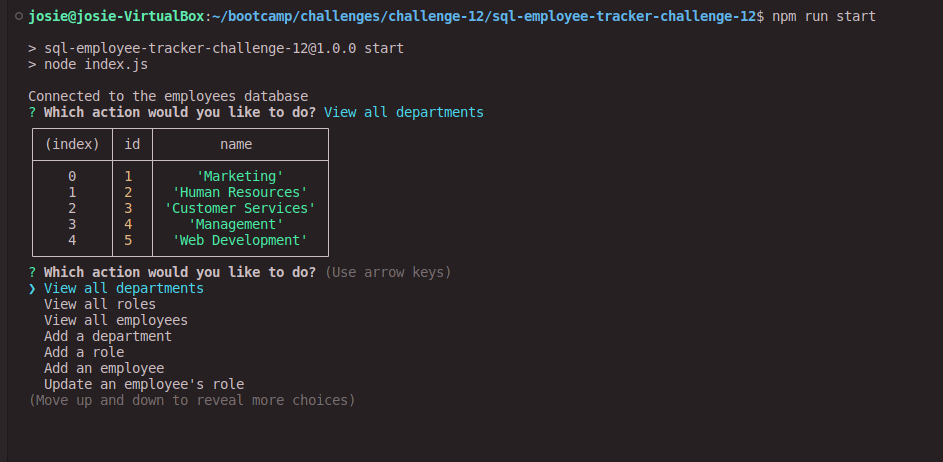 josie@josie-VirtualBox:~/bootcamp/challenges/challenge-12/sql-employee-tracker-challenge-12$ npm run start
> sql-employee-tracker-challenge-12@1.0.0 start
> node index.js
Connected to the employees database
? Which action would you like to do? View all departments
(index) id name
0 1 'Marketing'
1 2 'Human Resources'
2 3 'Customer Services'
3 4 'Management'
4 5 'Web Development'
? Which action would you like to do? (Use arrow keys)
❯ View all departments
View all roles
View all employees
Add a department
Add a role
Add an employee
Update an employee's role
(Move up and down to reveal more choices)